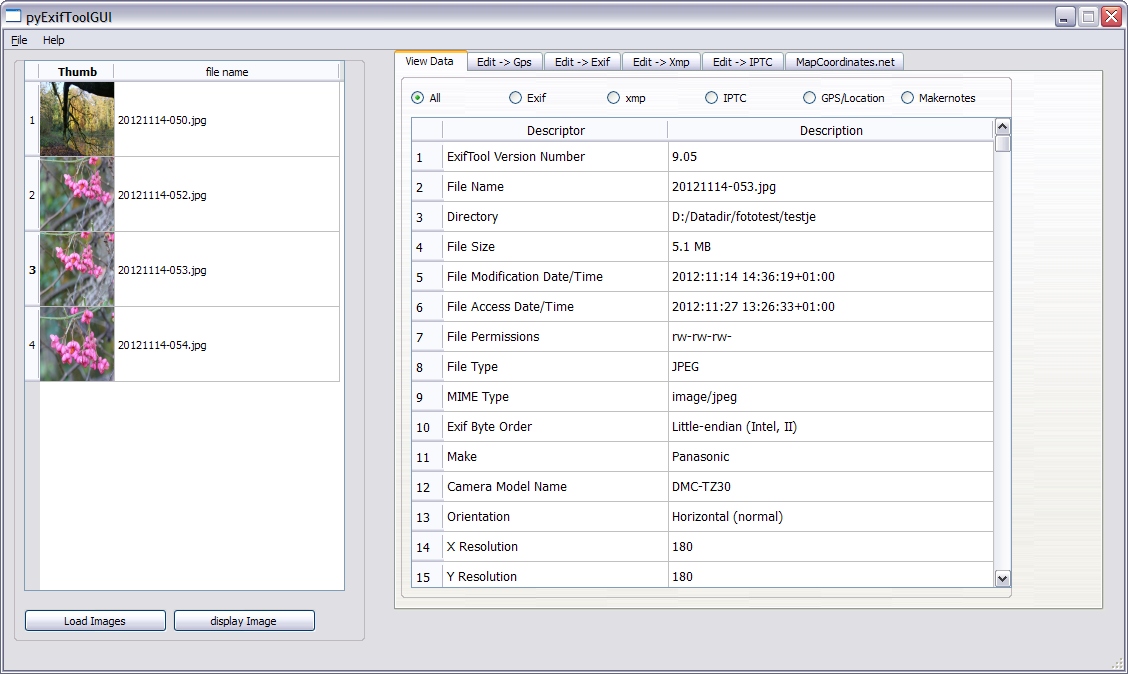 pyExifToolGUI
File Help
Thumb file name
1 20121114-050.jpg
2 20121114-052.jpg
3 20121114-053.jpg
4 20121114-054.jpg
Load Images display Image
View Data Edit -> Gps Edit -> Exif Edit -> Xmp Edit -> IPTC MapCoordinates.net
All Exif xmp IPTC GPS/Location Makernotes
Descriptor Description
1 ExifTool Version Number 9.05
2 File Name 20121114-053.jpg
3 Directory D:/Datadir/fototest/testje
4 File Size 5.1 MB
5 File Modification Date/Time 2012:11:14 14:36:19+01:00
6 File Access Date/Time 2012:11:27 13:26:33+01:00
7 File Permissions rw-rw-rw-
8 File Type JPEG
9 MIME Type image/jpeg
10 Exif Byte Order Little-endian (Intel, II)
11 Make Panasonic
12 Camera Model Name DMC-TZ30
13 Orientation Horizontal (normal)
14 X Resolution 180
15 Y Resolution 180